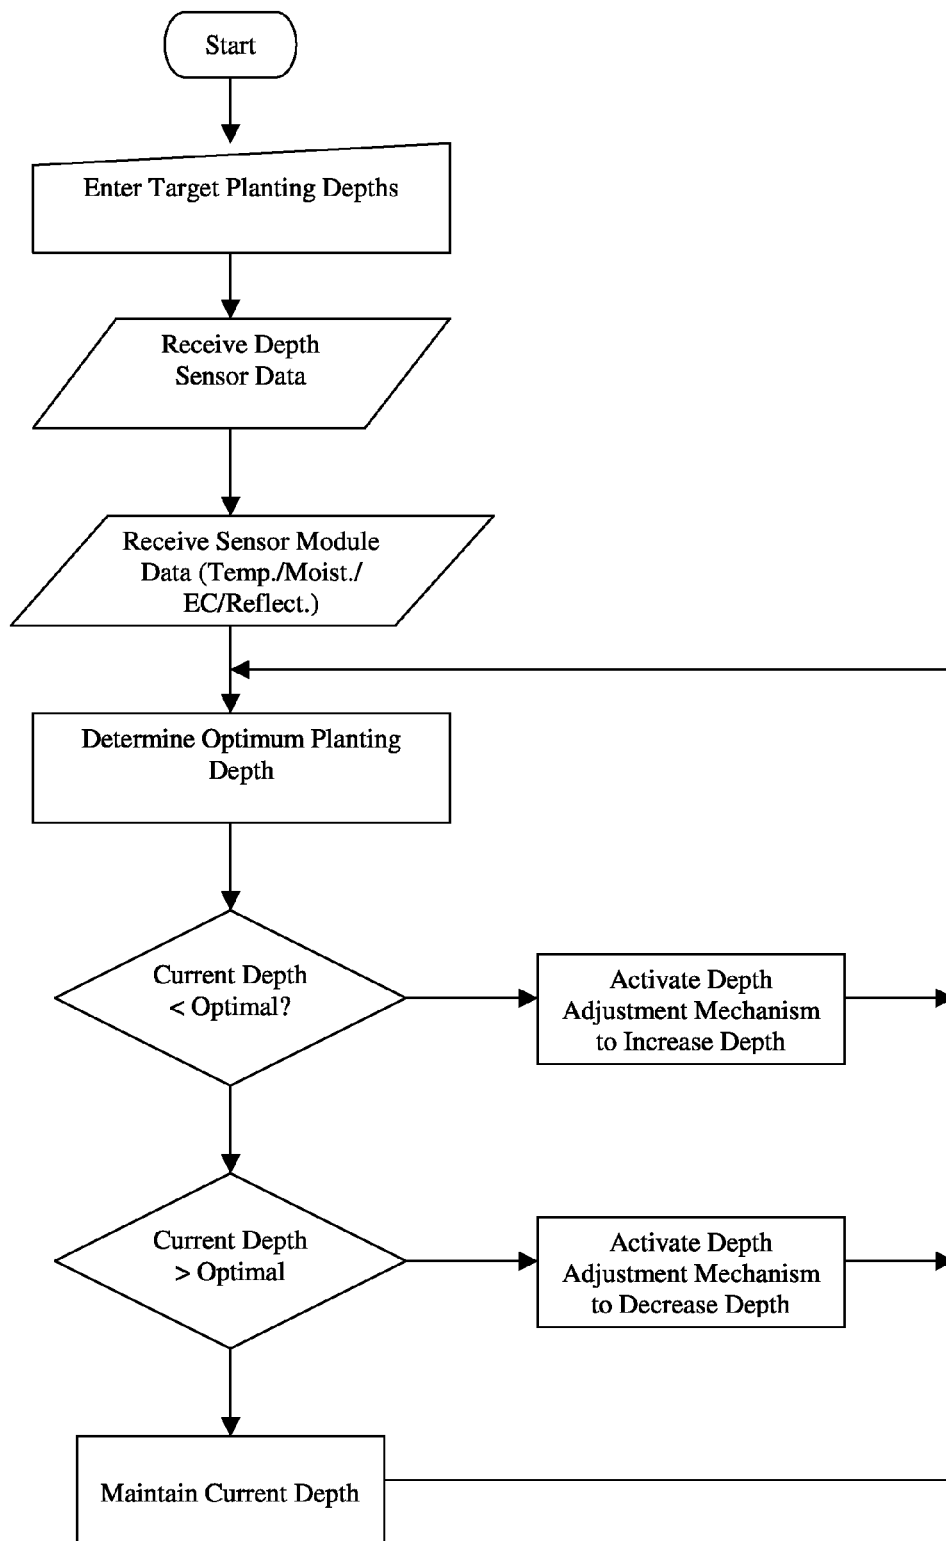 Start
Enter Target Planting Depths
Receive Depth
Sensor Data
Receive Sensor Module
Data (Temp./Moist./
EC/Reflect.)
Determine Optimum Planting
Depth
Current Depth
< Optimal?
Activate Depth
Adjustment Mechanism
to Increase Depth
Current Depth
> Optimal
Activate Depth
Adjustment Mechanism
to Decrease Depth
Maintain Current Depth